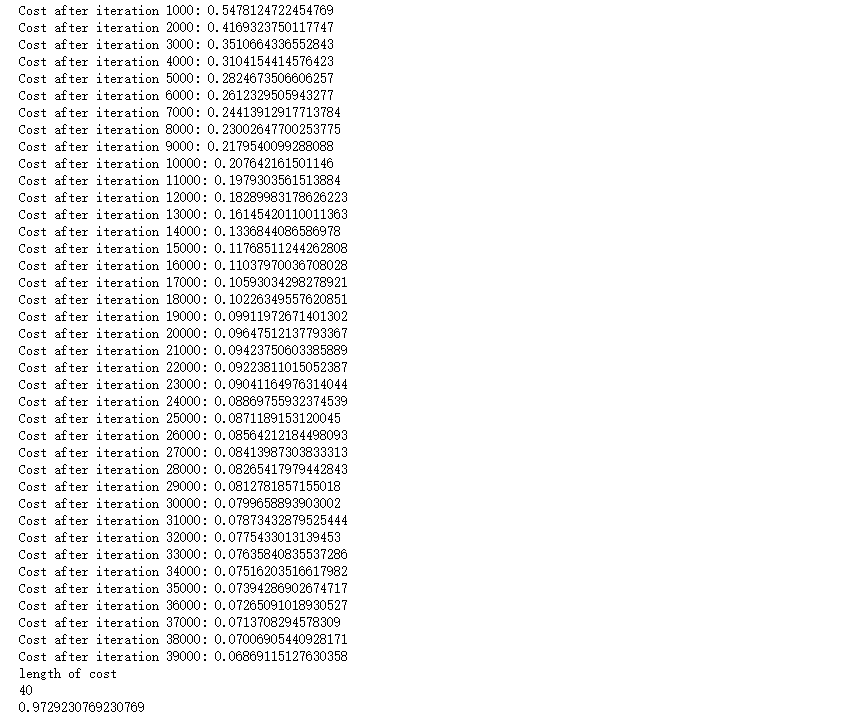 Cost after iteration 1000: 0.5478124722454769
Cost after iteration 2000: 0.4169323750117747
Cost after iteration 3000: 0.3510664336552843
Cost after iteration 4000: 0.3104154414576423
Cost after iteration 5000: 0.2824673506606257
Cost after iteration 6000: 0.2612329505943277
Cost after iteration 7000: 0.24413912917713784
Cost after iteration 8000: 0.23002647700253775
Cost after iteration 9000: 0.2179540099288088
Cost after iteration 10000: 0.207642161501146
Cost after iteration 11000: 0.1979303561513884
Cost after iteration 12000: 0.18289983178626223
Cost after iteration 13000: 0.16145420110011363
Cost after iteration 14000: 0.1336844086586978
Cost after iteration 15000: 0.11768511244262808
Cost after iteration 16000: 0.11037970036708028
Cost after iteration 17000: 0.10593034298278921
Cost after iteration 18000: 0.10226349557620851
Cost after iteration 19000: 0.09911972671401302
Cost after iteration 20000: 0.09647512137793367
Cost after iteration 21000: 0.09423750603385889
Cost after iteration 22000: 0.09223811015052387
Cost after iteration 23000: 0.09041164976314044
Cost after iteration 24000: 0.08869755932374539
Cost after iteration 25000: 0.0871189153120045
Cost after iteration 26000: 0.08564212184498093
Cost after iteration 27000: 0.08413987303833313
Cost after iteration 28000: 0.08265417979442843
Cost after iteration 29000: 0.0812781857155018
Cost after iteration 30000: 0.0799658893903002
Cost after iteration 31000: 0.07873432879525444
Cost after iteration 32000: 0.0775433013139453
Cost after iteration 33000: 0.07635840835537286
Cost after iteration 34000: 0.07516203516617982
Cost after iteration 35000: 0.07394286902674717
Cost after iteration 36000: 0.07265091018930527
Cost after iteration 37000: 0.0713708294578309
Cost after iteration 38000: 0.07006905440928171
Cost after iteration 39000: 0.06869115127630358
length of cost
40
0.9729230769230769